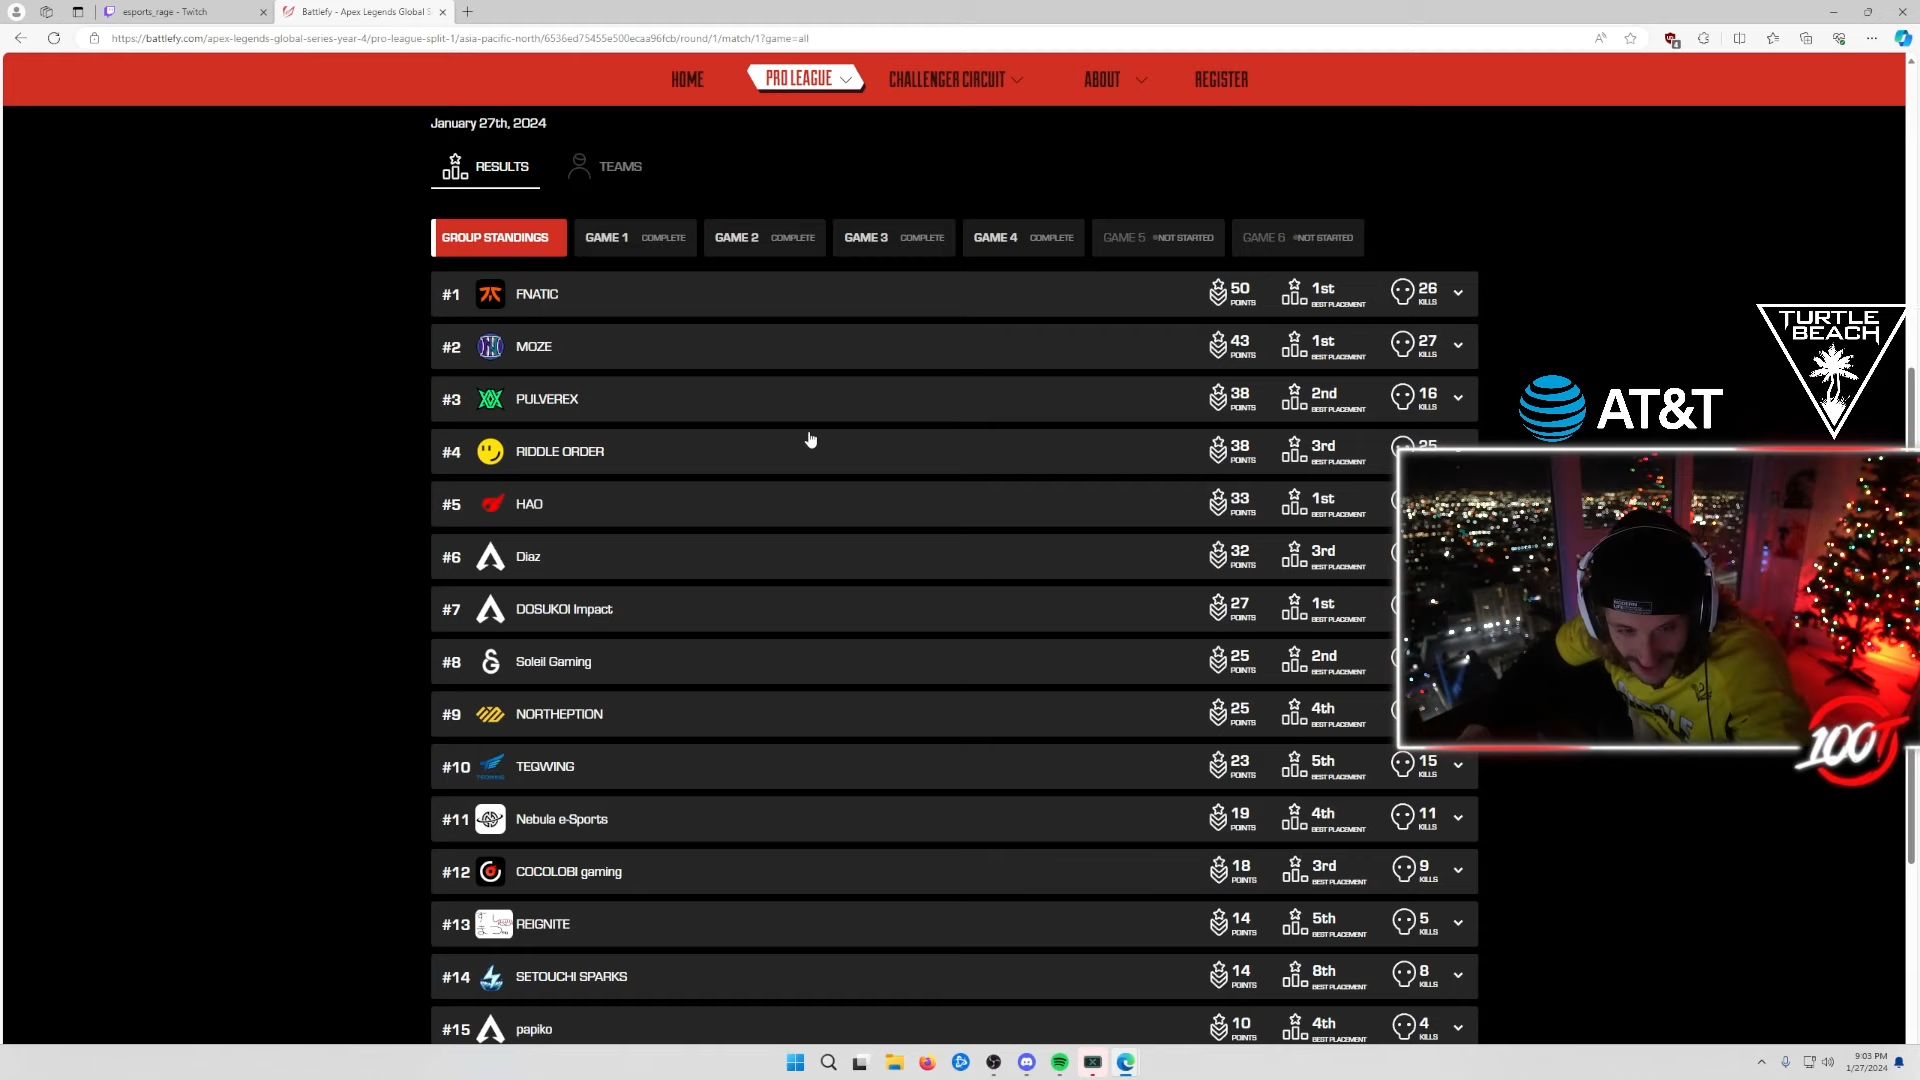 esports_rage - Twitch
Battlefy - Apex Legends Global S
https://battlefy.com/apex-legends-global-series-year-4/pro-league-split-1/asia-pacific-north/6536ed75455e500ecaa96fcb/round/1/match/1?game=all
HOME PRO LEAGUE CHALLENGER CIRCUIT ABOUT REGISTER
January 27th, 2024
RESULTS TEAMS
GROUP STANDINGS GAME 1 COMPLETE GAME 2 COMPLETE GAME 3 COMPLETE GAME 4 COMPLETE GAME 5 NOT STARTED GAME 6 NOT STARTED
#1 FNATIC 50 POINTS 1st BEST PLACEMENT 26 KILLS
#2 MOZE 43 POINTS 1st BEST PLACEMENT 27 KILLS
#3 PULVEREX 38 POINTS 2nd BEST PLACEMENT 16 KILLS
#4 RIDDLE ORDER 38 POINTS 3rd BEST PLACEMENT 25
#5 HAO 33 POINTS 1st BEST PLACEMENT
#6 Diaz 32 POINTS 3rd BEST PLACEMENT
#7 DOSUKOI Impact 27 POINTS 1st BEST PLACEMENT
#8 Soleil Gaming 25 POINTS 2nd BEST PLACEMENT
#9 NORTHEPTION 25 POINTS 4th BEST PLACEMENT
#10 TEQWING TEQWING 23 POINTS 5th BEST PLACEMENT 15 KILLS
#11 Nebula e-Sports 19 POINTS 4th BEST PLACEMENT 11 KILLS
#12 COCOLOBI gaming 18 POINTS 3rd BEST PLACEMENT 9 KILLS
#13 REIGNITE 14 POINTS 5th BEST PLACEMENT 5 KILLS
#14 SETOUCHI SPARKS 14 POINTS 8th BEST PLACEMENT 8 KILLS
#15 papiko 10 POINTS 4th BEST PLACEMENT 4 KILLS
TURTLE
BEACH
AT&T
100T
9:03 PM
1/27/2024